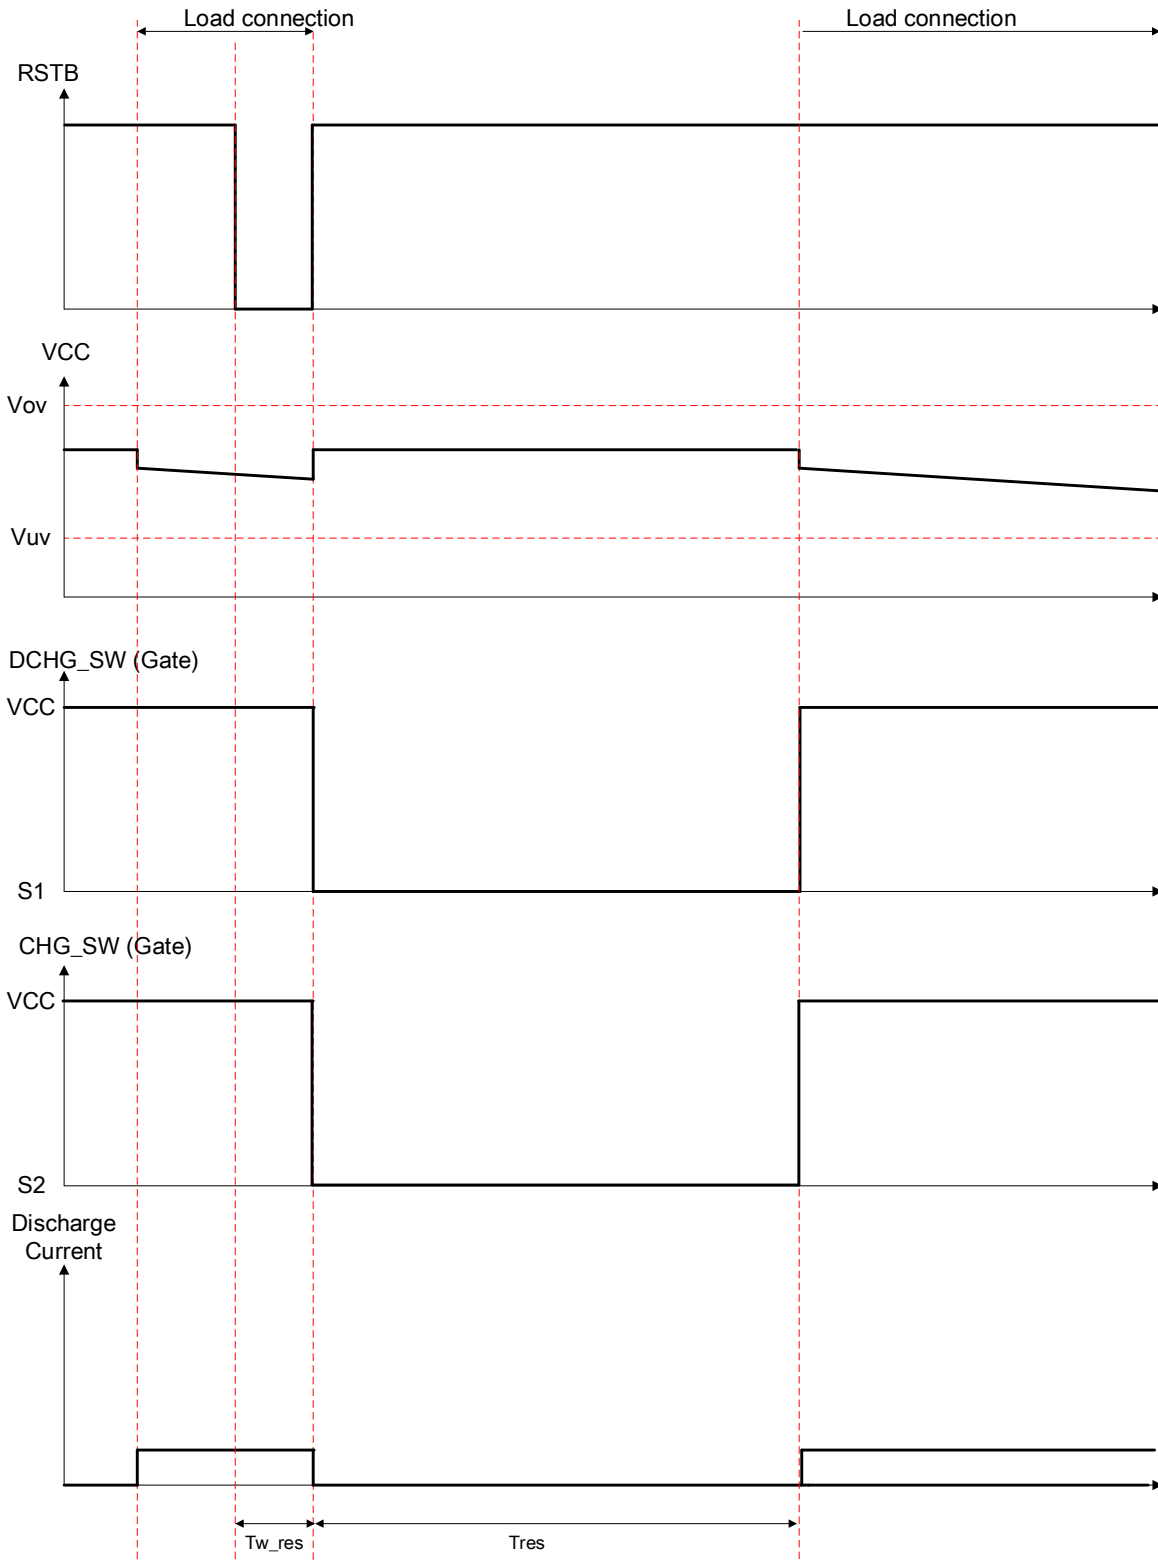 Load connection
Load connection
RSTB
VCC
Vov
Vuv
DCHG_SW (Gate)
VCC
S1
CHG_SW (Gate)
VCC
S2
Discharge
Current
Tw_res
Tres